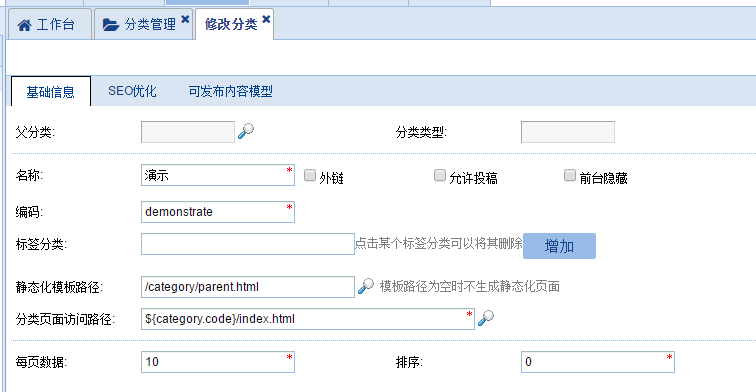 工作台 分类管理 修改分类
基础信息 SEO优化 可发布内容模型
父分类: 分类类型:
名称: 演示 * 外链 允许投稿 前台隐藏
编码: demonstrate *
标签分类: 点击某个标签分类可以将其删除 增加
静态化模板路径: /category/parent.html 模板路径为空时不生成静态化页面
分类页面访问路径: ${category.code}/index.html *
每页数据: 10 * 排序: 0 *